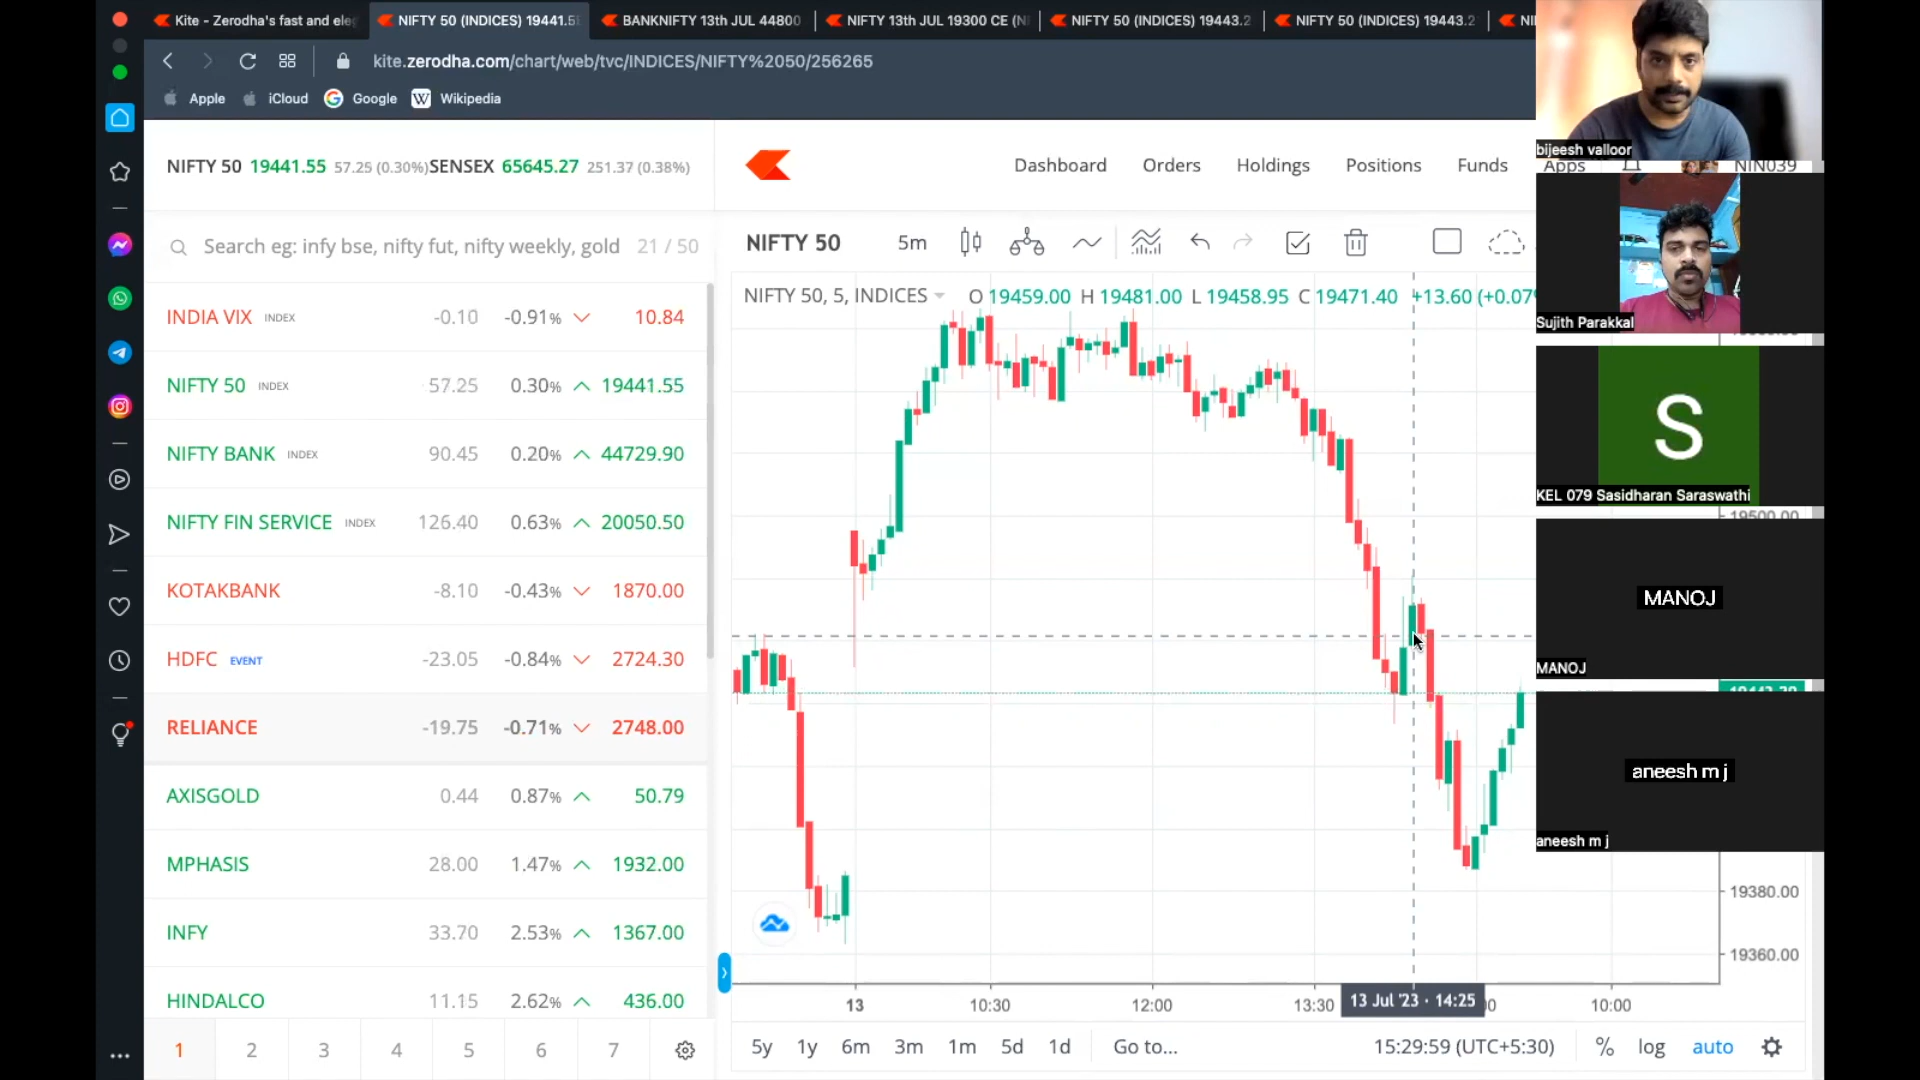 Kite - Zerodha's fast and ele
NIFTY 50 (INDICES) 19441.5
BANKNIFTY 13th JUL 44800
NIFTY 13th JUL 19300 CE (N
NIFTY 50 (INDICES) 19443.2
NIFTY 50 (INDICES) 19443.2
kite.zerodha.com/chart/web/tvc/INDICES/NIFTY%2050/256265
Apple iCloud Google Wikipedia
NIFTY 50 19441.55 57.25 (0.30%) SENSEX 65645.27 251.37 (0.38%)
Dashboard Orders Holdings Positions Funds Apps NIN039
Search eg: infy bse, nifty fut, nifty weekly, gold 21 / 50
INDIA VIX INDEX -0.10 -0.91% 10.84
NIFTY 50 INDEX 57.25 0.30% 19441.55
NIFTY BANK INDEX 90.45 0.20% 44729.90
NIFTY FIN SERVICE INDEX 126.40 0.63% 20050.50
KOTAKBANK -8.10 -0.43% 1870.00
HDFC EVENT -23.05 -0.84% 2724.30
RELIANCE -19.75 -0.71% 2748.00
AXISGOLD 0.44 0.87% 50.79
MPHASIS 28.00 1.47% 1932.00
INFY 33.70 2.53% 1367.00
HINDALCO 11.15 2.62% 436.00
1 2 3 4 5 6 7
NIFTY 50 5m
NIFTY 50, 5, INDICES O 19459.00 H 19481.00 L 19458.95 C 19471.40 +13.60 (+0.07%
19500.00
19380.00
19360.00
13 10:30 12:00 13:30 13 Jul '23 · 14:25 10:00
5y 1y 6m 3m 1m 5d 1d Go to... 15:29:59 (UTC+5:30) % log auto
bijeesh valloor
Sujith Parakkal
S
KEL 079 Sasidharan Saraswathi
MANOJ
MANOJ
aneesh m j
aneesh m j